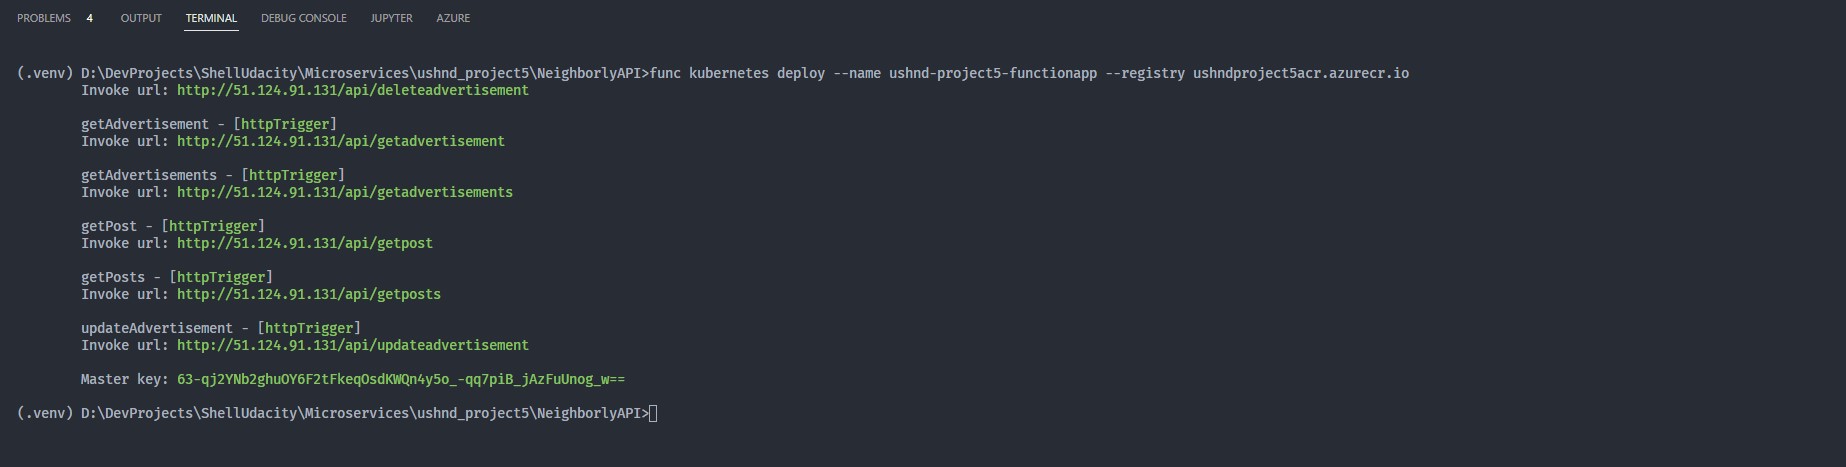 PROBLEMS 4 OUTPUT TERMINAL DEBUG CONSOLE JUPYTER AZURE
(.venv) D:\DevProjects\ShellUdacity\Microservices\ushnd_project5\NeighborlyAPI>func kubernetes deploy --name ushnd-project5-functionapp --registry ushndproject5acr.azurecr.io
Invoke url: http://51.124.91.131/api/deleteadvertisement
getAdvertisement - [httpTrigger]
Invoke url: http://51.124.91.131/api/getadvertisement
getAdvertisements - [httpTrigger]
Invoke url: http://51.124.91.131/api/getadvertisements
getPost - [httpTrigger]
Invoke url: http://51.124.91.131/api/getpost
getPosts - [httpTrigger]
Invoke url: http://51.124.91.131/api/getposts
updateAdvertisement - [httpTrigger]
Invoke url: http://51.124.91.131/api/updateadvertisement
Master key: 63-qj2YNb2ghuOY6F2tFkeqOsdKWQn4y5o_-qq7piB_jAzFuUnog_w==
(.venv) D:\DevProjects\ShellUdacity\Microservices\ushnd_project5\NeighborlyAPI>